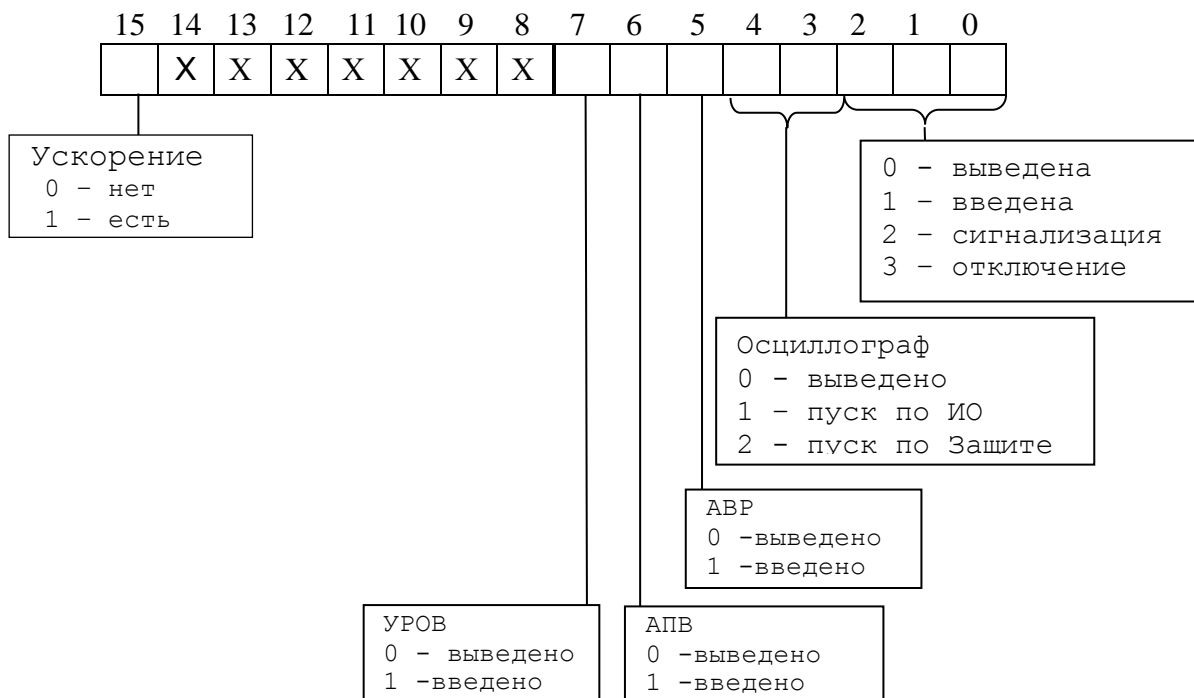 15 14 13 12 11 10 9 8 7 6 5 4 3 2 1 0
X X X X X X X
Ускорение
0 – нет
1 – есть
0 – выведена
1 – введена
2 – сигнализация
3 – отключение
Осциллограф
0 - выведено
1 – пуск по ИО
2 - пуск по Защите
АВР
0 -выведено
1 -введено
УРОВ
0 - выведено
1 -введено
АПВ
0 -выведено
1 -введено